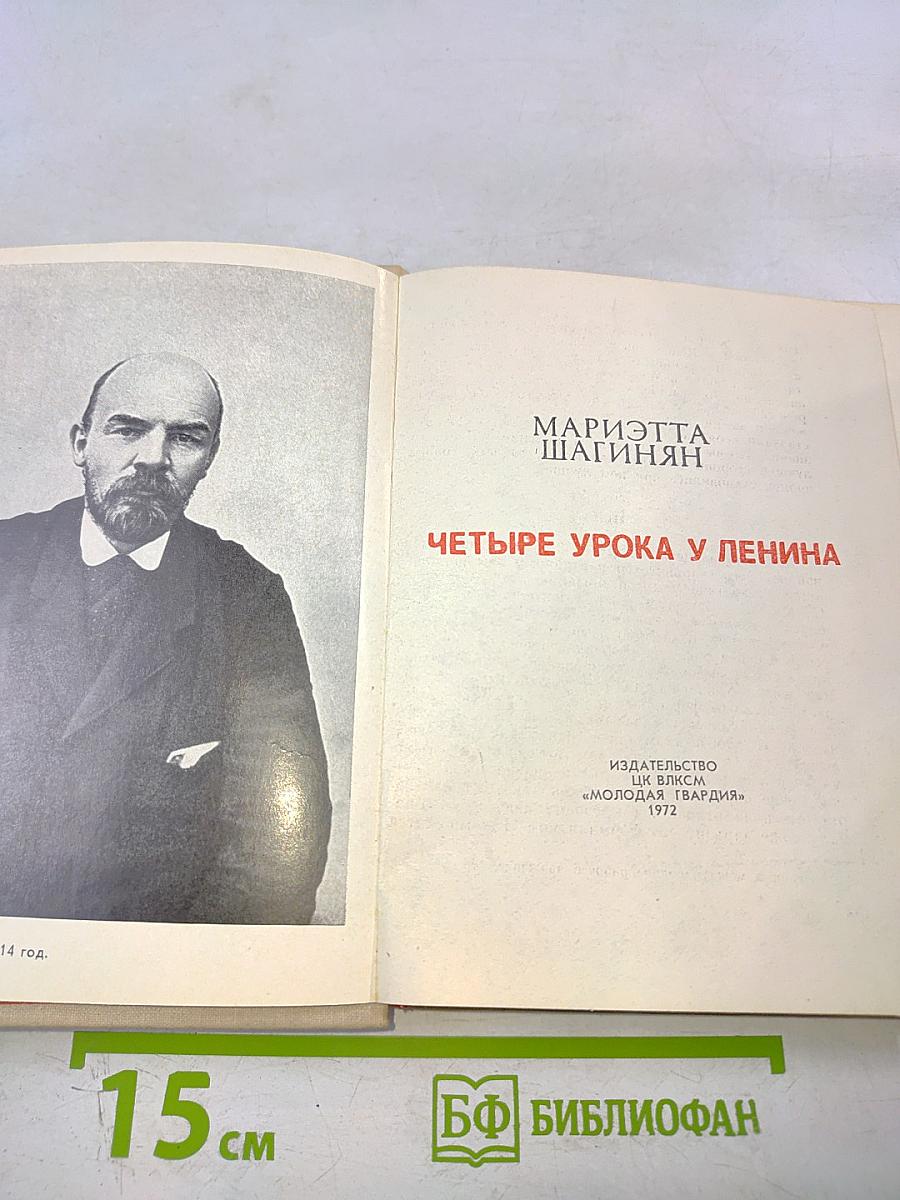 14 год.
МАРИЭТТА
ШАГИНЯН
ЧЕТЫРЕ УРОКА У ЛЕНИНА
ИЗДАТЕЛЬСТВО
ЦК ВЛКСМ
«МОЛОДАЯ ГВАРДИЯ»
1972
15 см
БФ БИБЛИОФАН